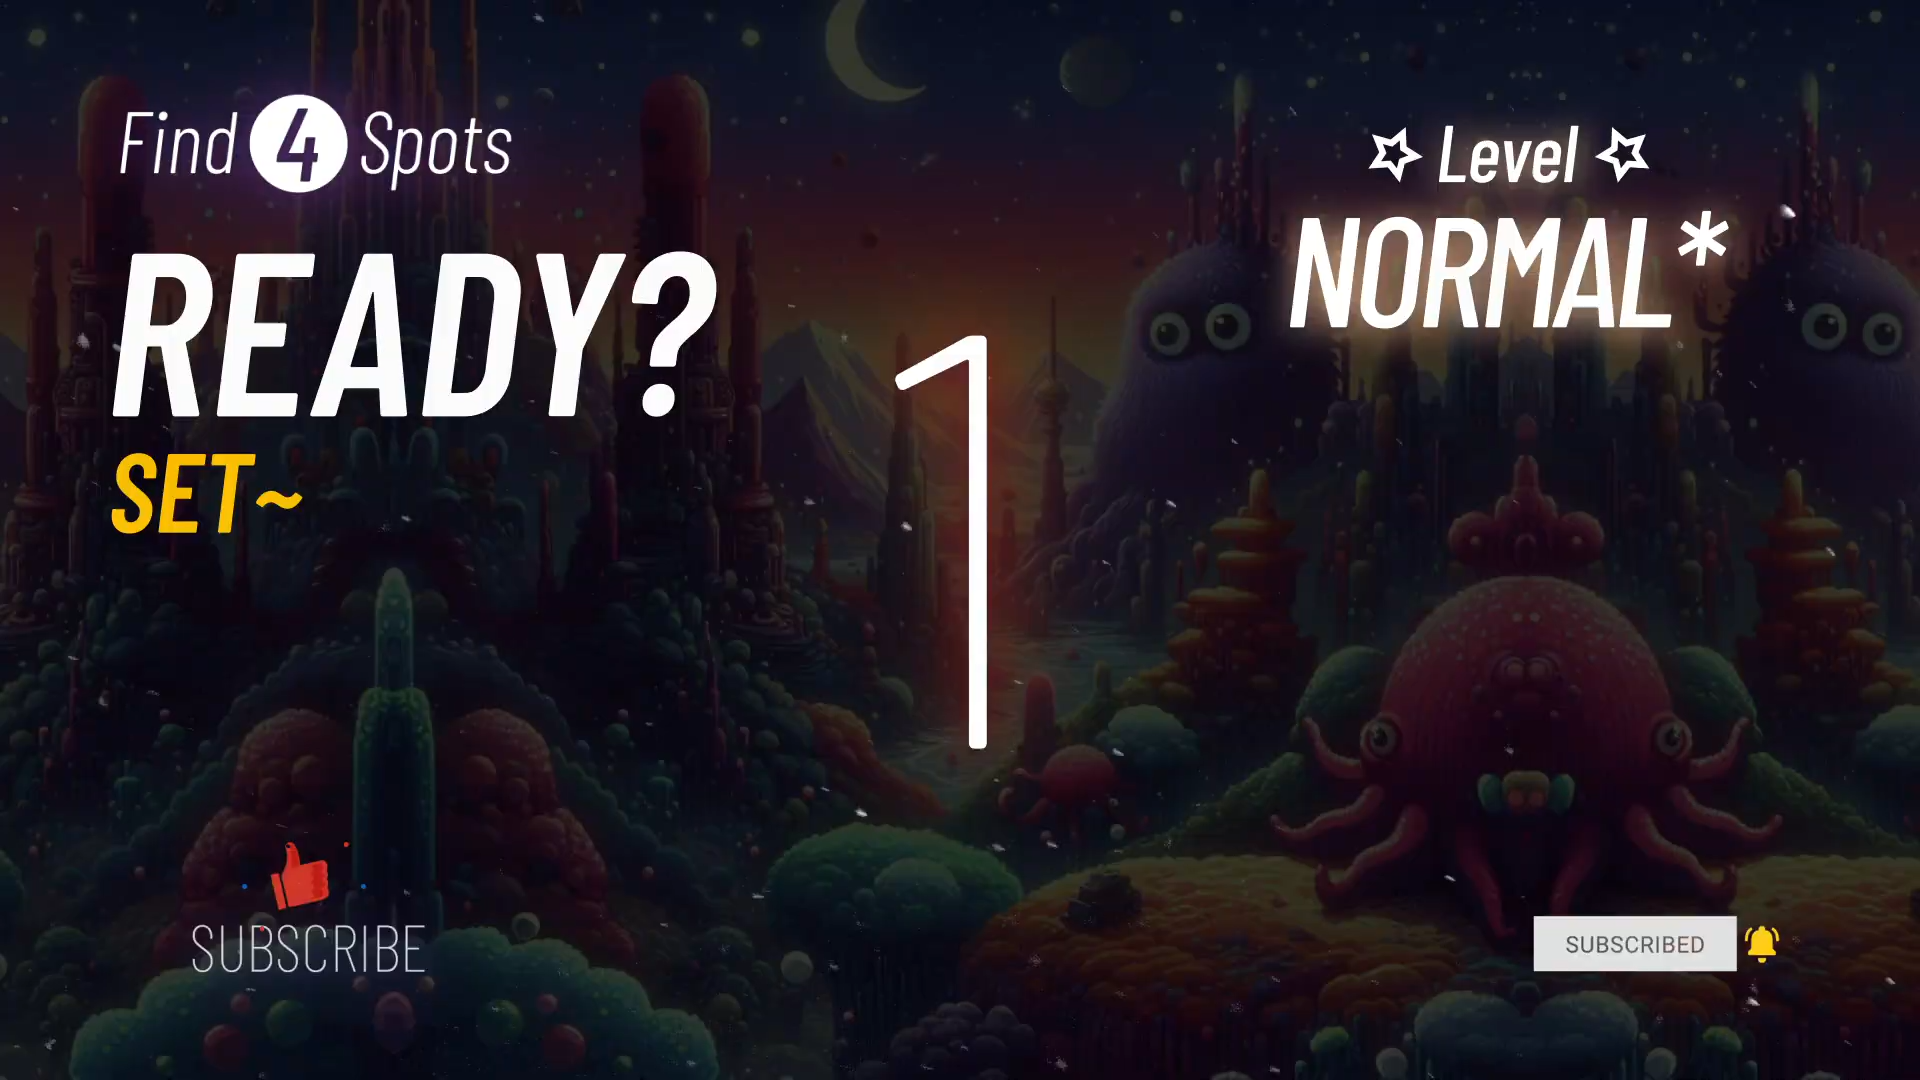 Find 4 Spots
READY?
SET~
1
Level
NORMAL*
SUBSCRIBE
SUBSCRIBED